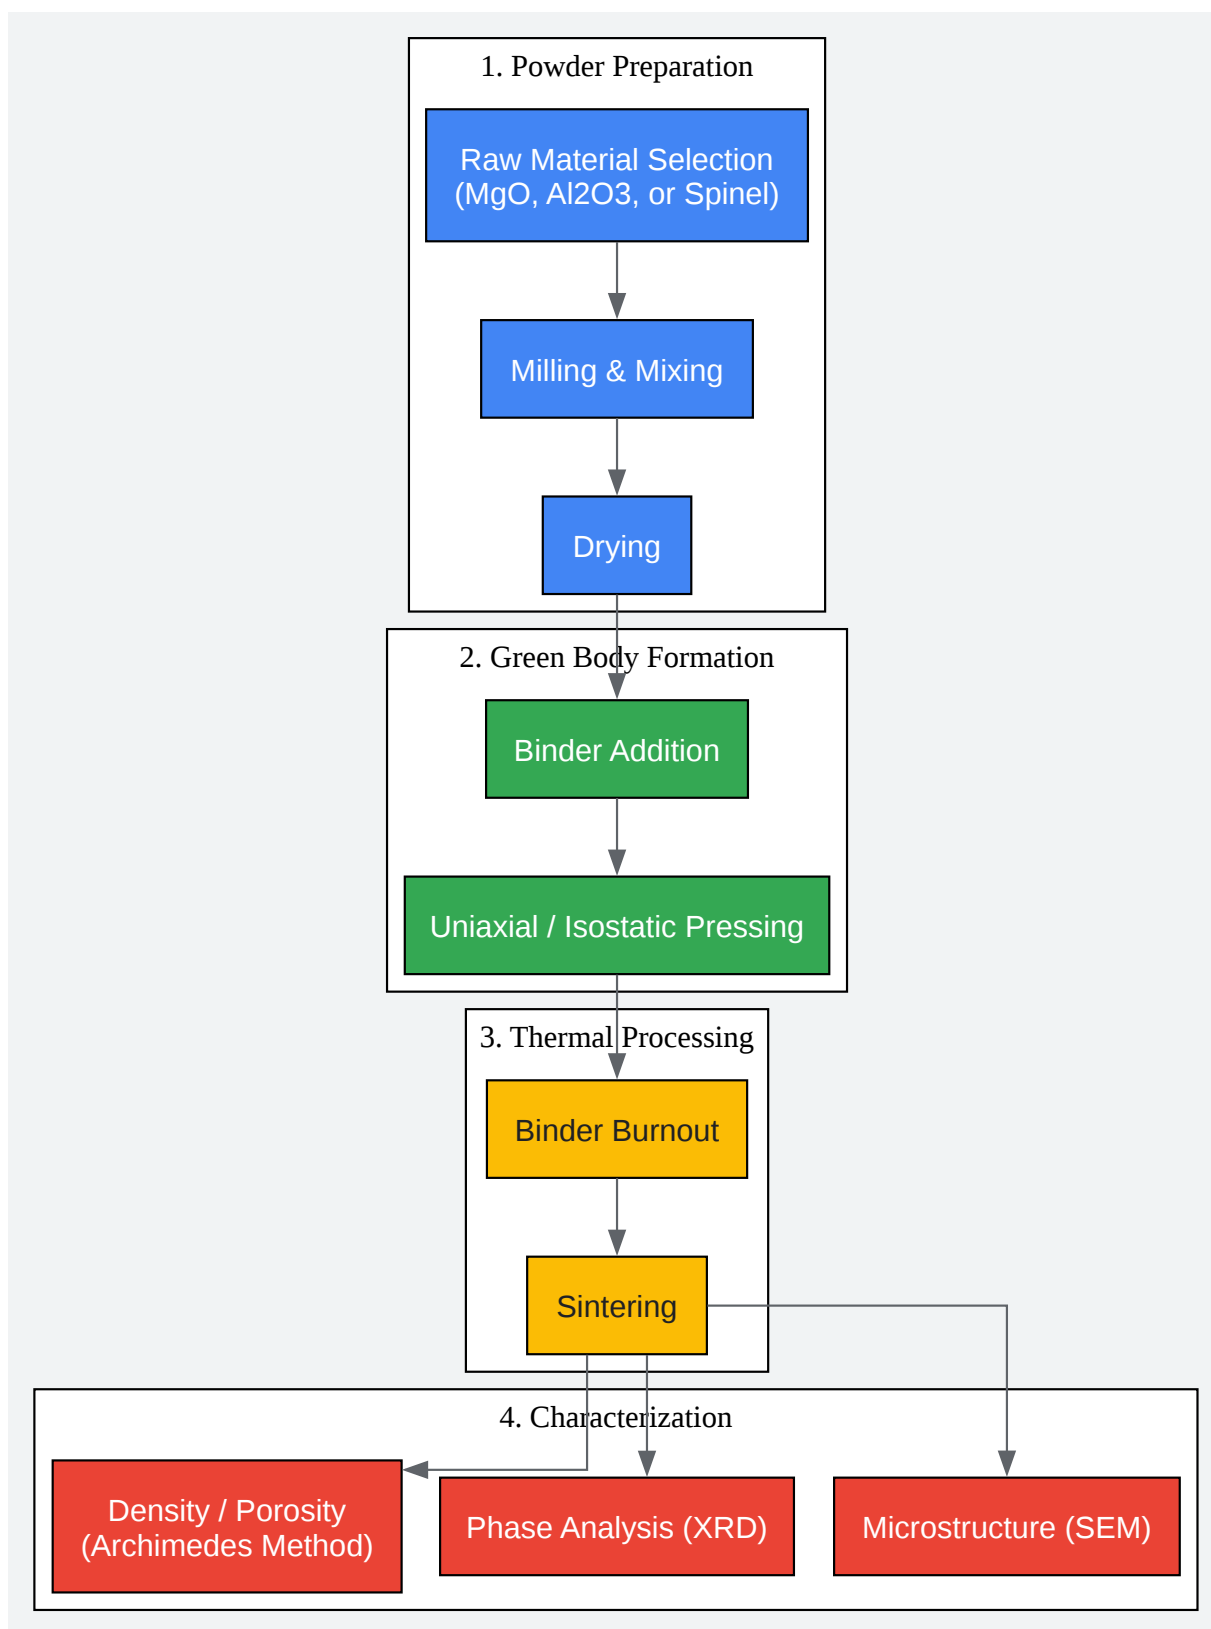 1. Powder Preparation
Raw Material Selection
(MgO, Al2O3, or Spinel)
Milling & Mixing
Drying
2. Green Body Formation
Binder Addition
Uniaxial / Isostatic Pressing
3. Thermal Processing
Binder Burnout
Sintering
4. Characterization
Density / Porosity
(Archimedes Method)
Phase Analysis (XRD)
Microstructure (SEM)